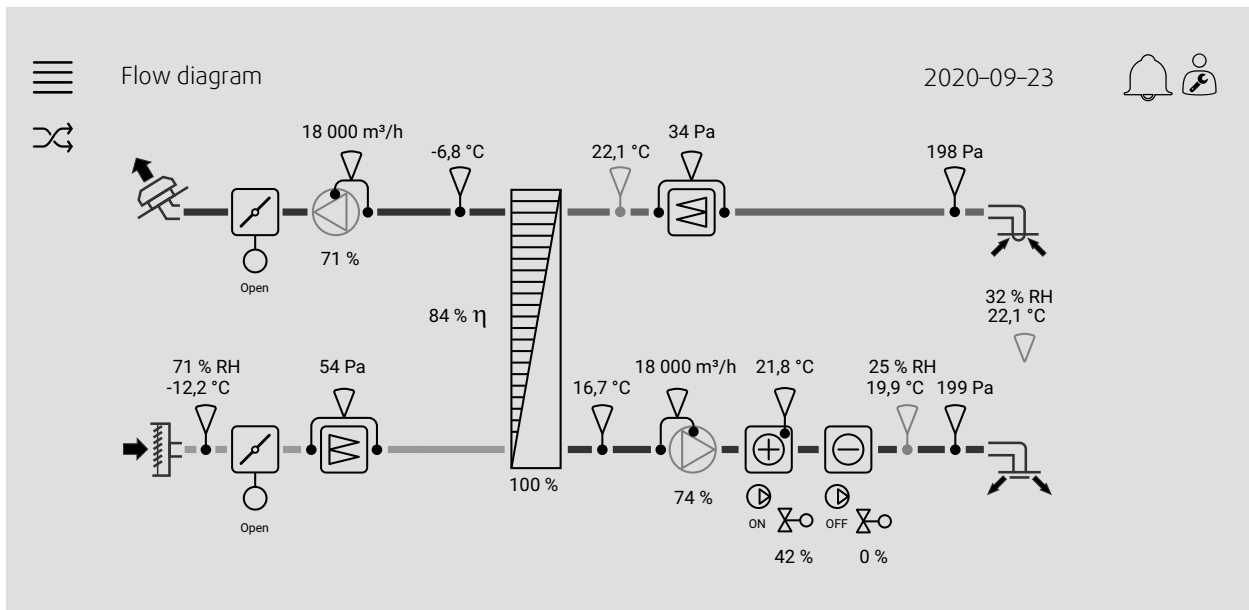 Flow diagram
2020–09–23
18 000 m³/h
-6,8 °C
22,1 °C
34 Pa
198 Pa
71 %
Open
32 % RH
22,1 °C
84 % η
71 % RH
-12,2 °C
54 Pa
16,7 °C
18 000 m³/h
21,8 °C
25 % RH
19,9 °C
199 Pa
100 %
74 %
Open
ON
OFF
42 %
0 %